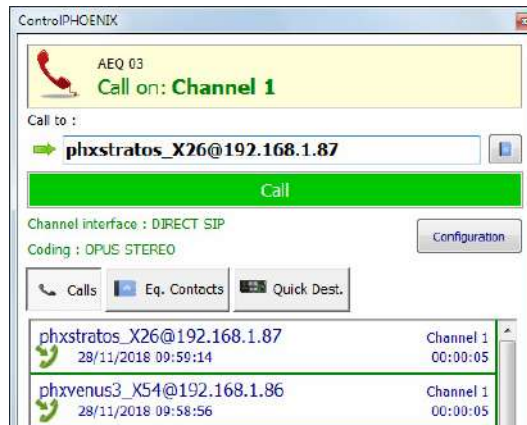 ControlPHOENIX
AEQ 03
Call on: Channel 1
Call to :
phxstratos_X26@192.168.1.87
Call
Channel interface : DIRECT SIP
Coding : OPUS STEREO
Configuration
Calls
Eq. Contacts
Quick Dest.
phxstratos_X26@192.168.1.87 Channel 1
28/11/2018 09:59:14 00:00:05
phxvenus3_X54@192.168.1.86 Channel 1
28/11/2018 09:58:56 00:00:05